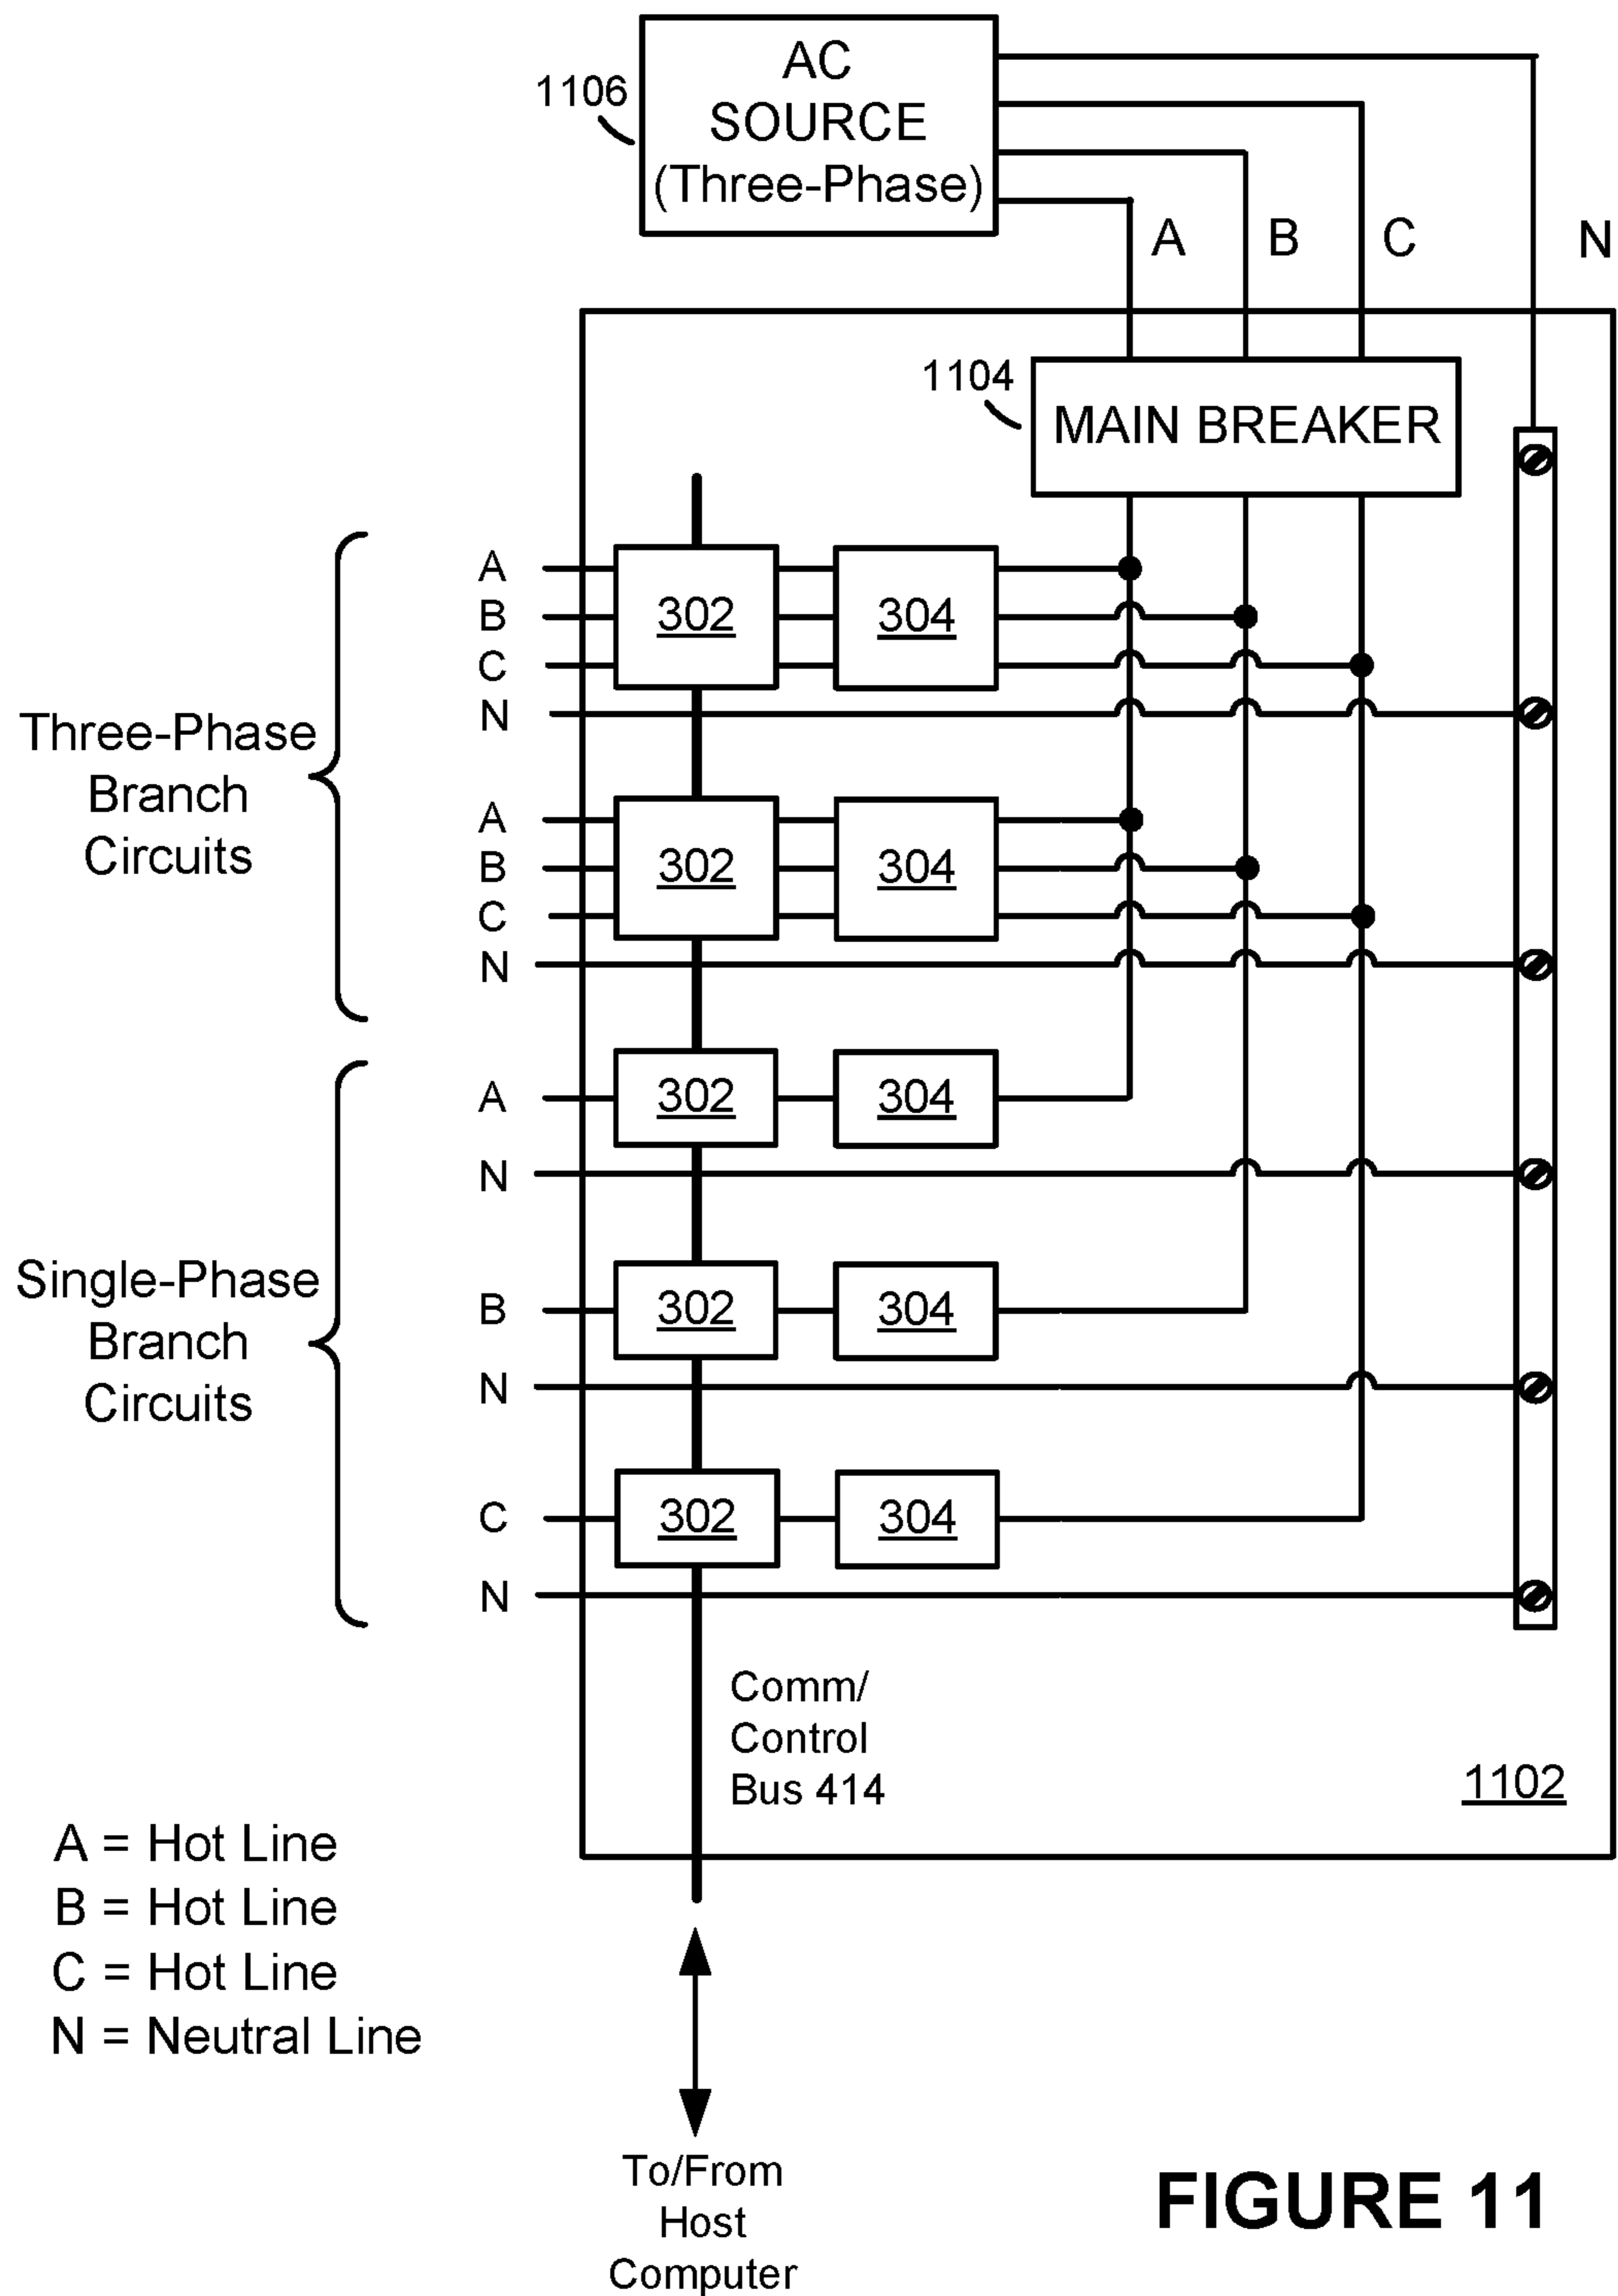 AC
SOURCE
(Three-Phase)
1106
A
B
C
N
1104
MAIN BREAKER
Three-Phase
Branch
Circuits
A
B
C
N
302
304
A
B
C
N
302
304
Single-Phase
Branch
Circuits
A
302
304
N
B
302
304
N
C
302
304
N
Comm/
Control
Bus 414
1102
A = Hot Line
B = Hot Line
C = Hot Line
N = Neutral Line
To/From
Host
Computer
FIGURE 11